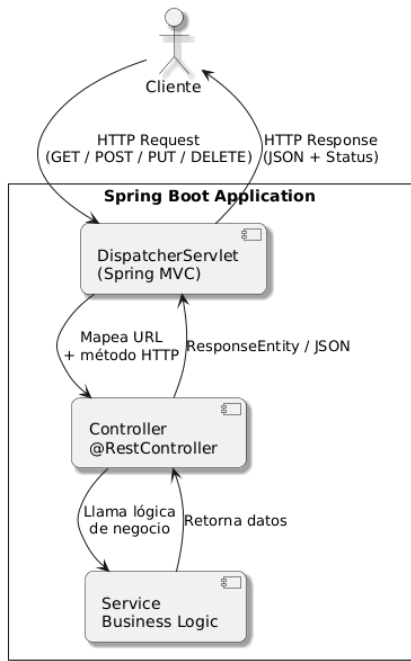 Cliente
HTTP Request
(GET / POST / PUT / DELETE)
HTTP Response
(JSON + Status)
Spring Boot Application
DispatcherServlet
(Spring MVC)
Mapea URL
+ método HTTP
ResponseEntity / JSON
Controller
@RestController
Llama lógica
de negocio
Retorna datos
Service
Business Logic